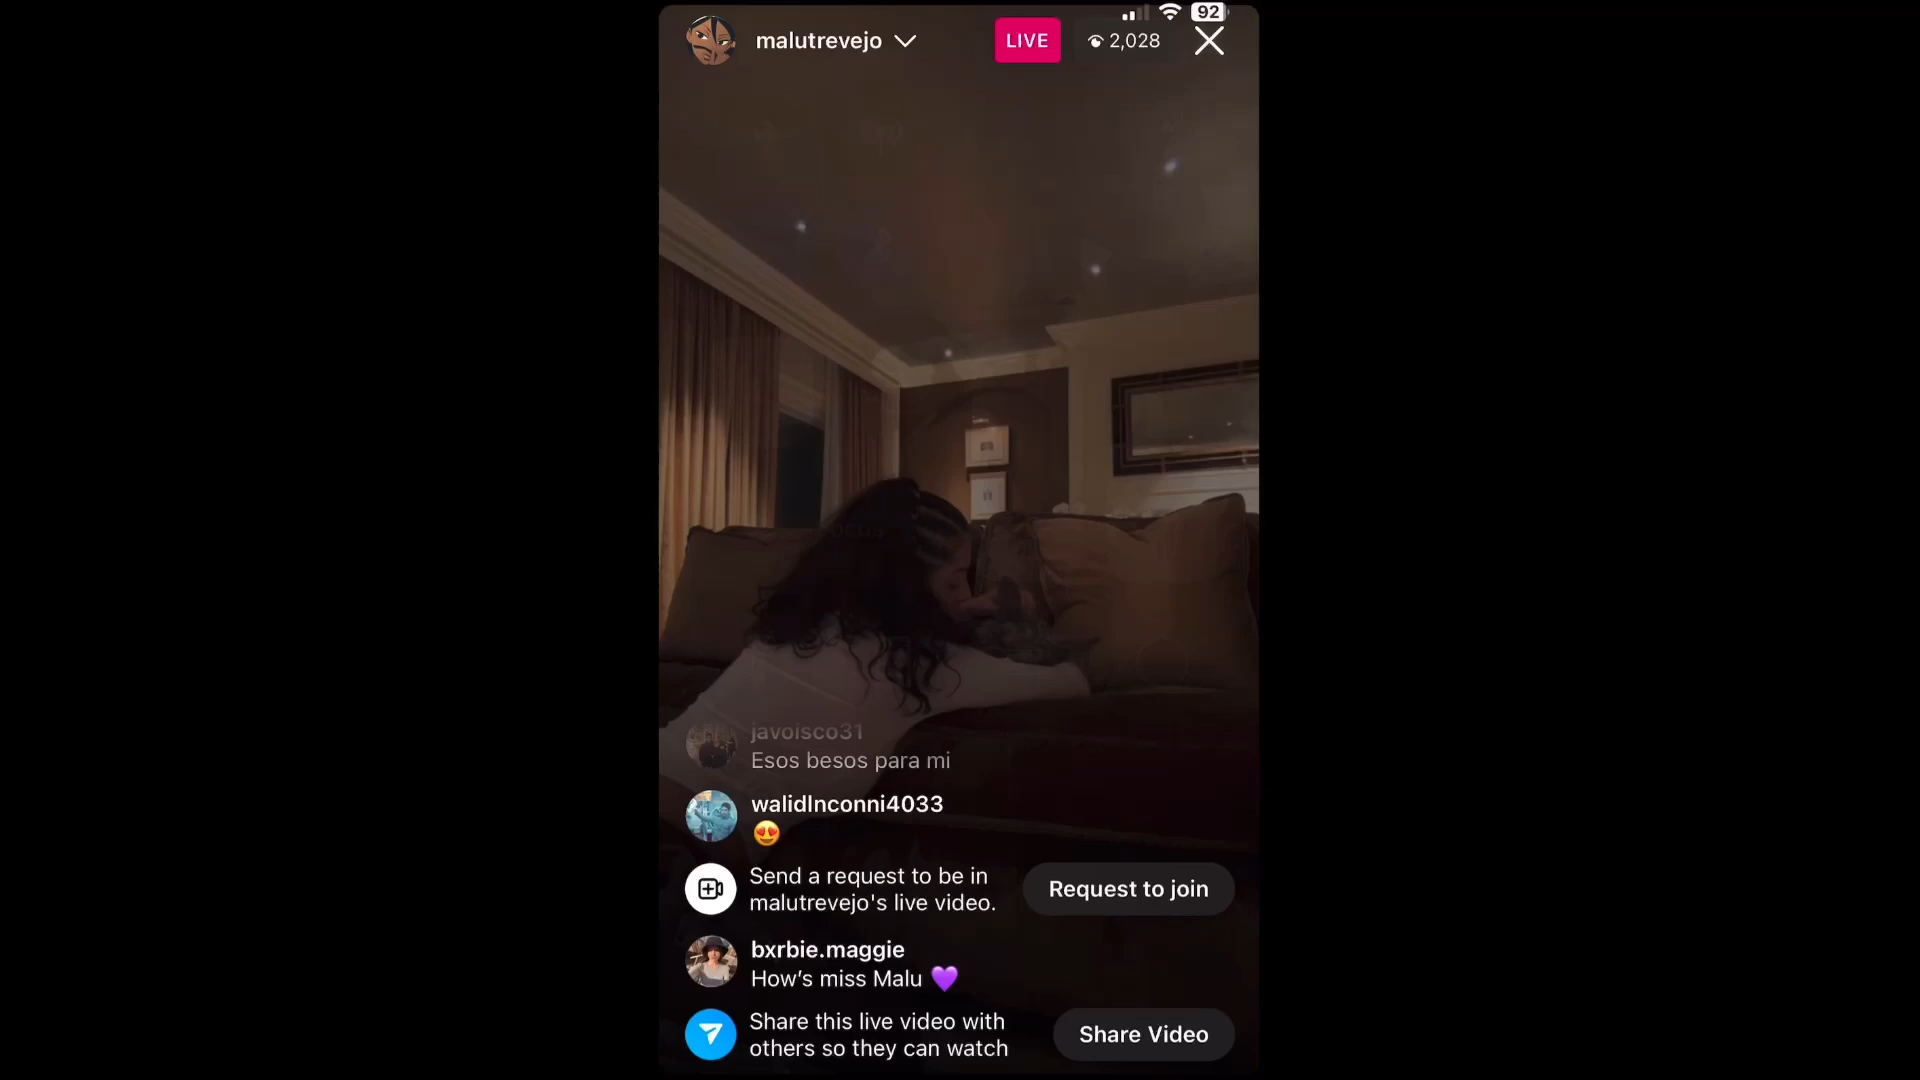 92
malutrevejo
LIVE
2,028
javoisco31
Esos besos para mi
walidInconni4033
😍
Send a request to be in
malutrevejo's live video.
Request to join
bxrbie.maggie
How’s miss Malu 💜
Share this live video with
others so they can watch
Share Video